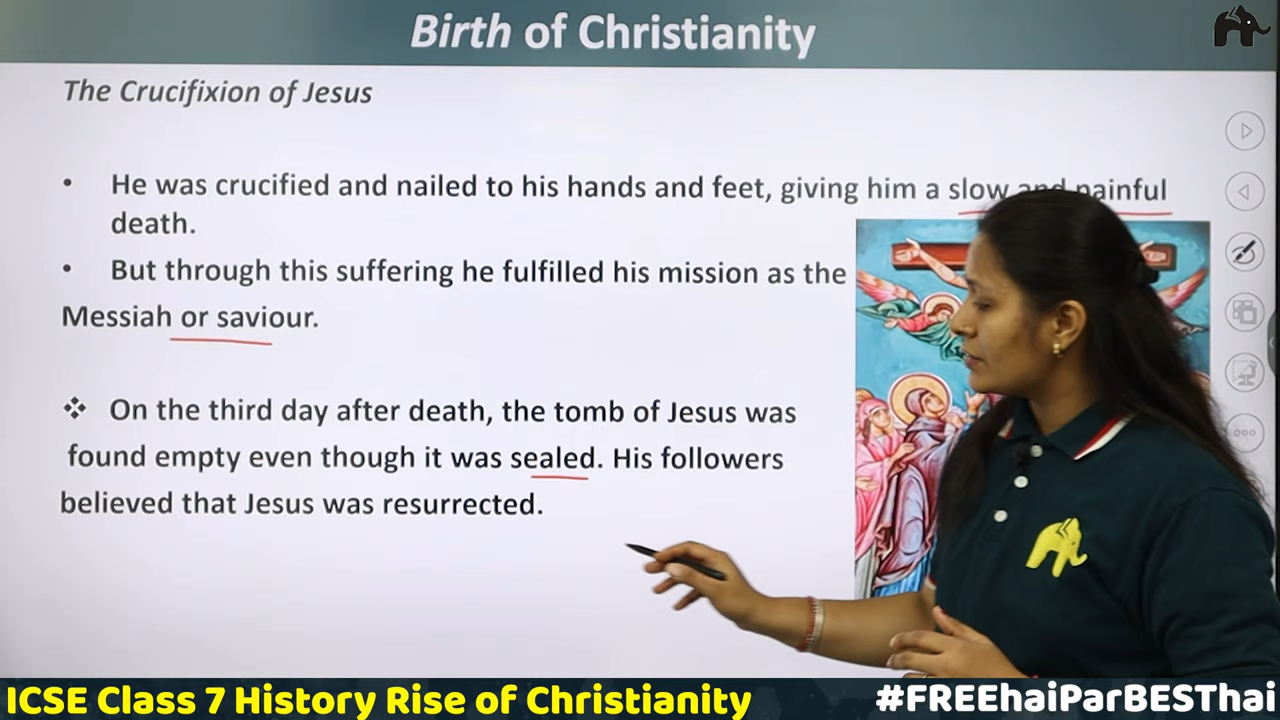 Birth of Christianity
The Crucifixion of Jesus
• He was crucified and nailed to his hands and feet, giving him a slow and painful
death.
• But through this suffering he fulfilled his mission as the
Messiah or saviour.
❖ On the third day after death, the tomb of Jesus was
found empty even though it was sealed. His followers
believed that Jesus was resurrected.
ICSE Class 7 History Rise of Christianity
#FREEhaiParBESThai